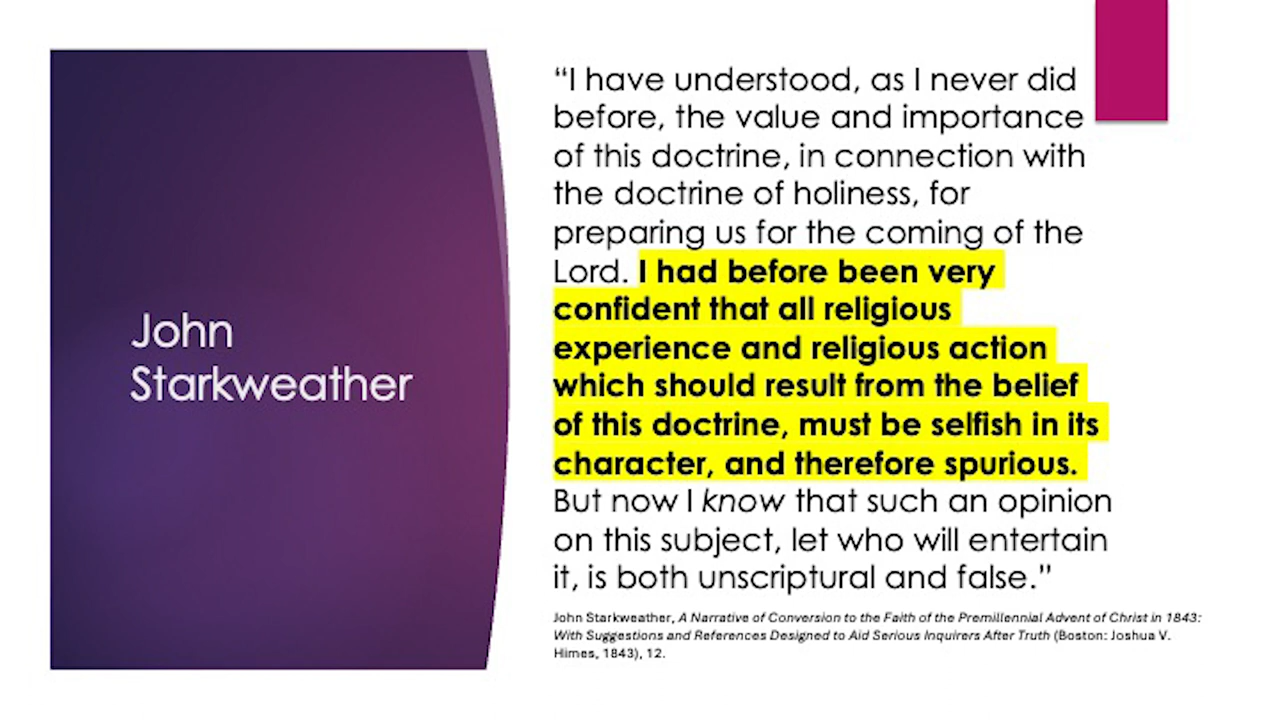 John
Starkweather
“I have understood, as I never did
before, the value and importance
of this doctrine, in connection with
the doctrine of holiness, for
preparing us for the coming of the
Lord. I had before been very
confident that all religious
experience and religious action
which should result from the belief
of this doctrine, must be selfish in its
character, and therefore spurious.
But now I know that such an opinion
on this subject, let who will entertain
it, is both unscriptural and false.”
John Starkweather, A Narrative of Conversion to the Faith of the Premillennial Advent of Christ in 1843:
With Suggestions and References Designed to Aid Serious Inquirers After Truth (Boston: Joshua V.
Himes, 1843), 12.